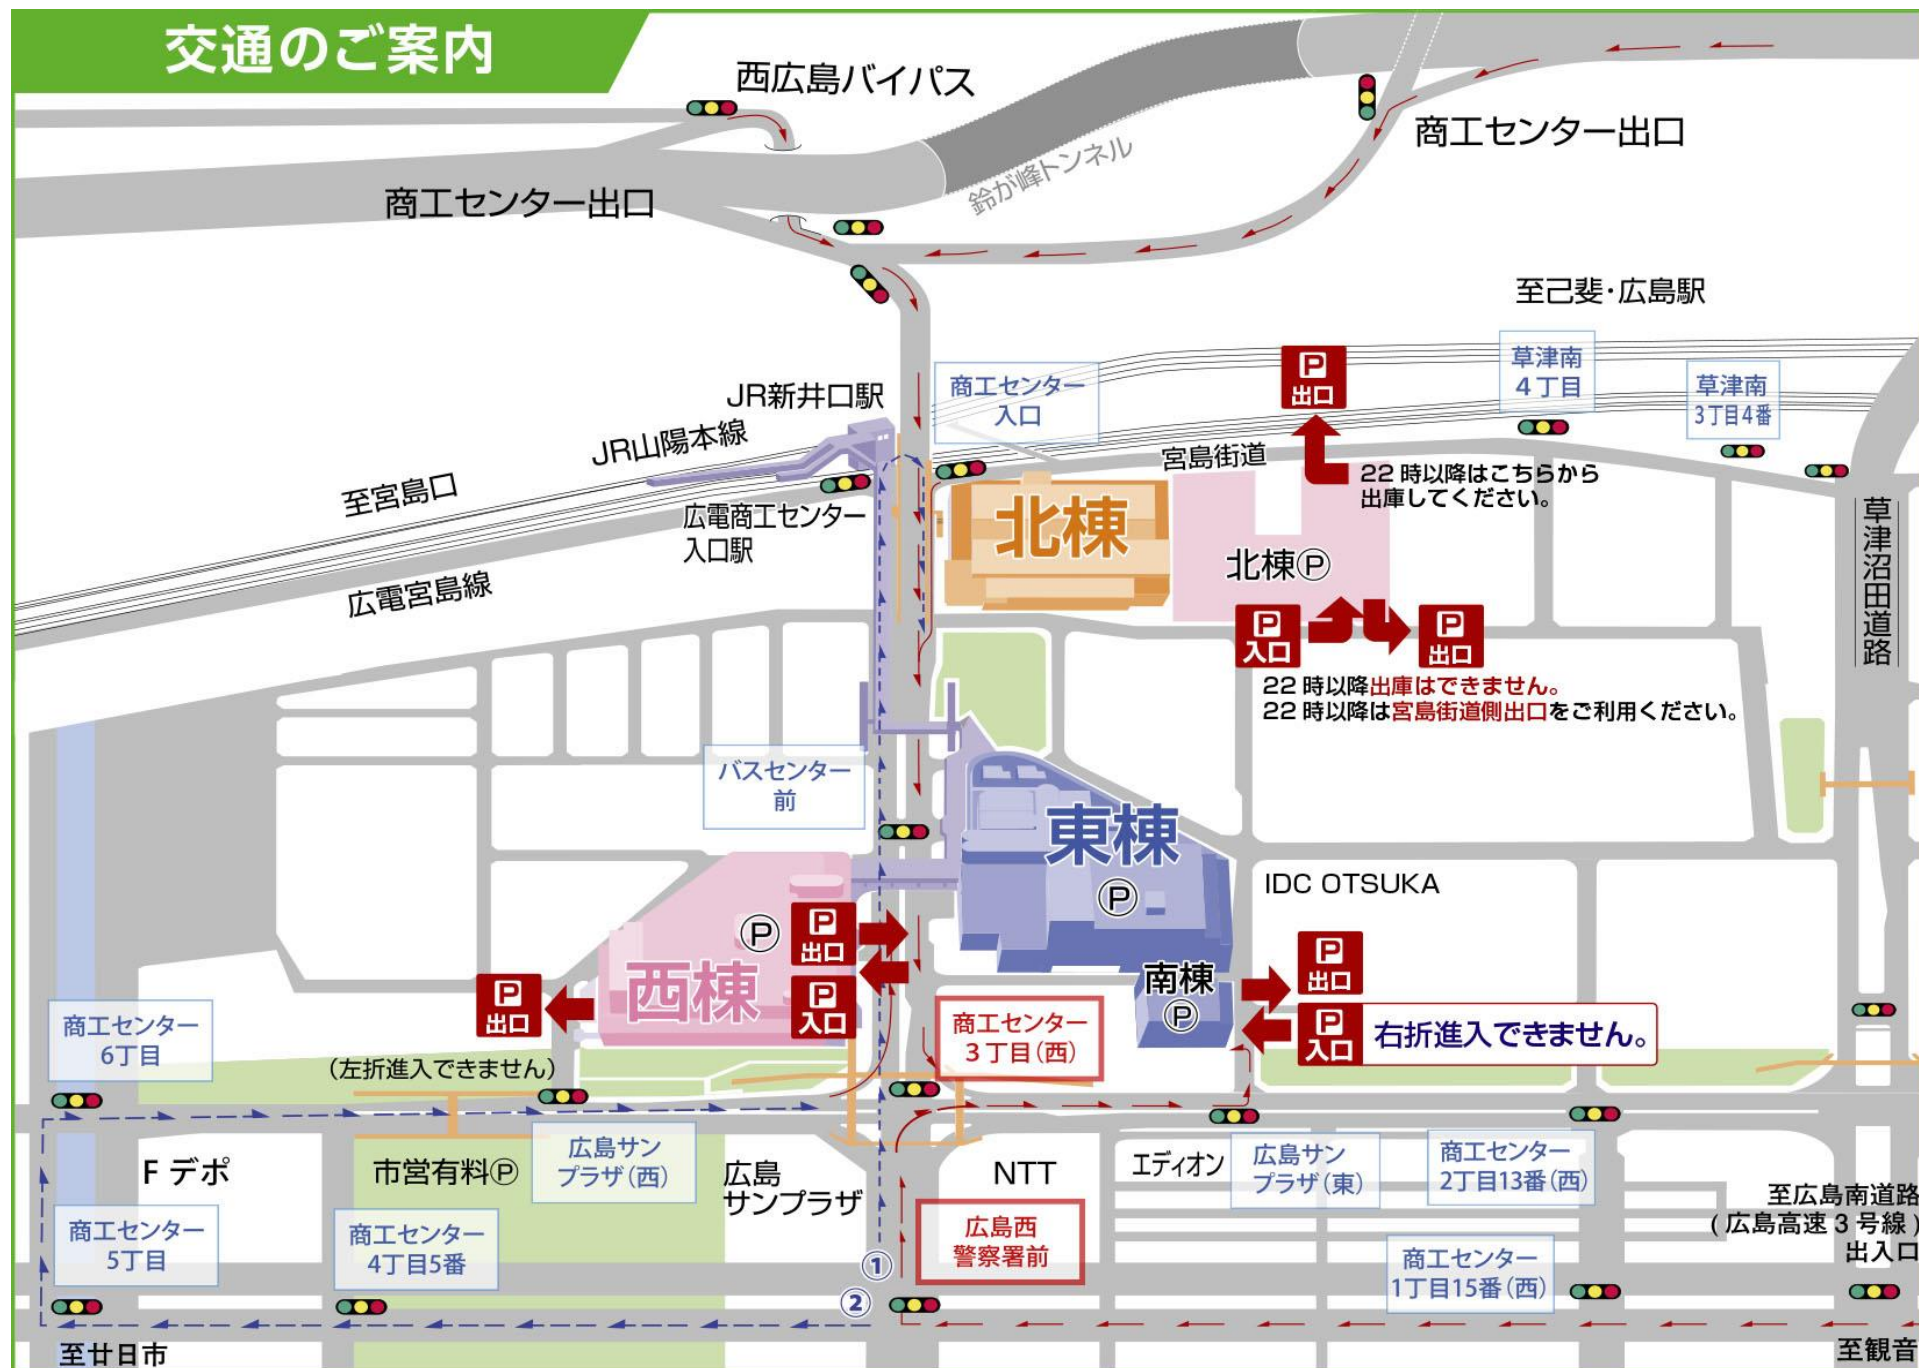 交通のご案内
西広島バイパス
商工センター出口
鈴が峰トンネル
商工センター出口
至己斐・広島駅
草津南
4丁目
草津南
3丁目4番
P
出口
商工センター
入口
JR新井口駅
JR山陽本線
至宮島口
宮島街道
22時以降はこちらから
出庫してください。
広電商工センター
入口駅
広電宮島線
北棟
北棟Ⓟ
草津沼田道路
P
入口
P
出口
22時以降出庫はできません。
22時以降は宮島街道側出口をご利用ください。
バスセンター
前
東棟
Ⓟ
IDC OTSUKA
Ⓟ
P
出口
西棟
P
出口
P
入口
南棟
Ⓟ
P
出口
P
入口
右折進入できません。
商工センター
6丁目
(左折進入できません)
商工センター
3丁目(西)
Fデポ
市営有料Ⓟ
広島サン
プラザ(西)
広島
サンプラザ
NTT
エディオン
広島サン
プラザ(東)
商工センター
2丁目13番(西)
至広島南道路
(広島高速3号線)
出入口
商工センター
5丁目
商工センター
4丁目5番
①
②
広島西
警察署前
商工センター
1丁目15番(西)
至廿日市
至観音